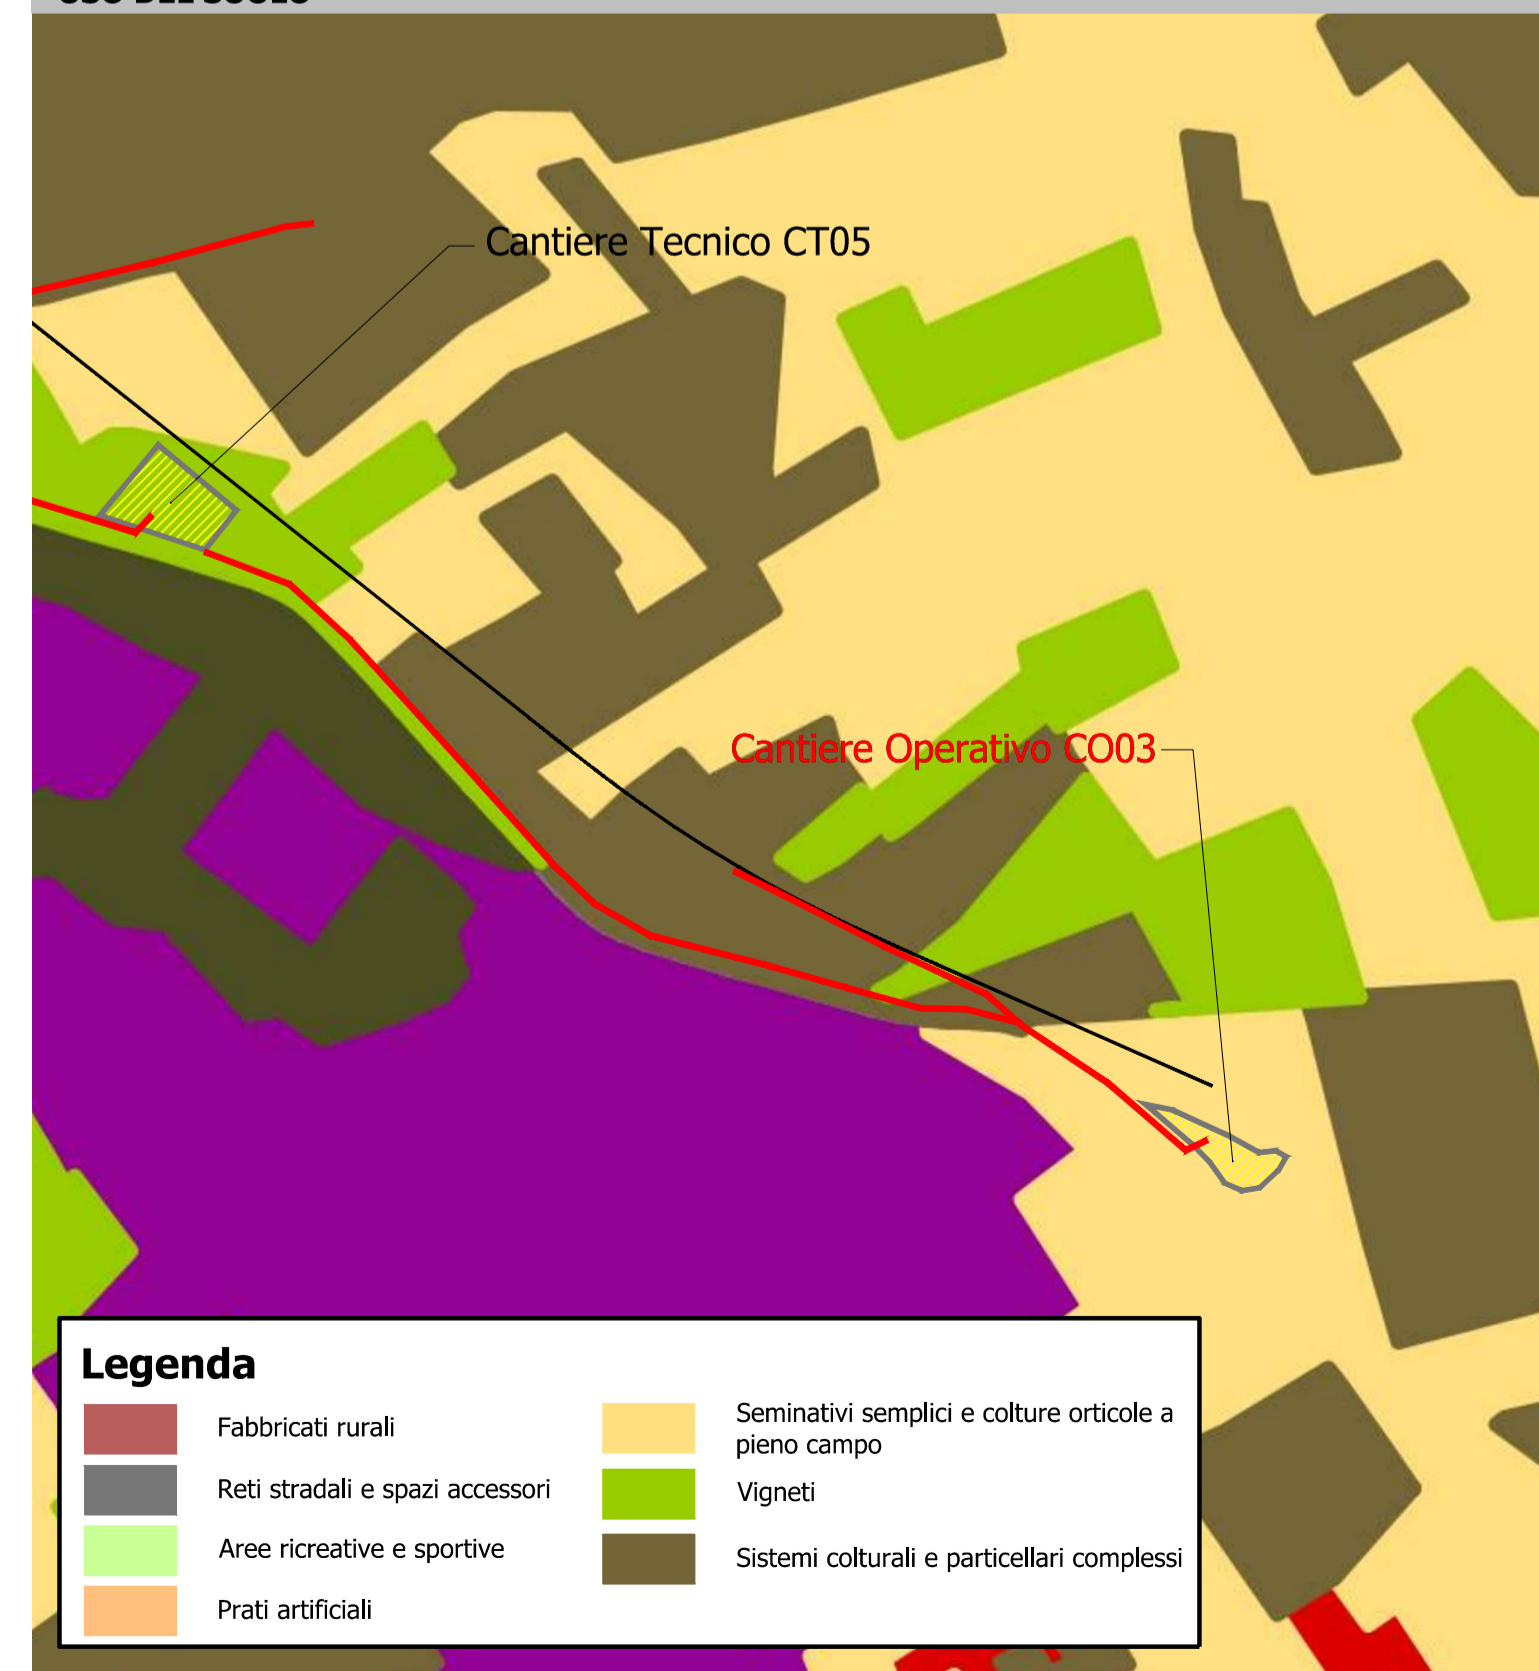 Cantiere Tecnico CT05
Cantiere Operativo CO03
Legenda
Fabbricati rurali
Reti stradali e spazi accessori
Aree ricreative e sportive
Prati artificiali
Seminativi semplici e colture orticole a
pieno campo
Vigneti
Sistemi colturali e particellari complessi